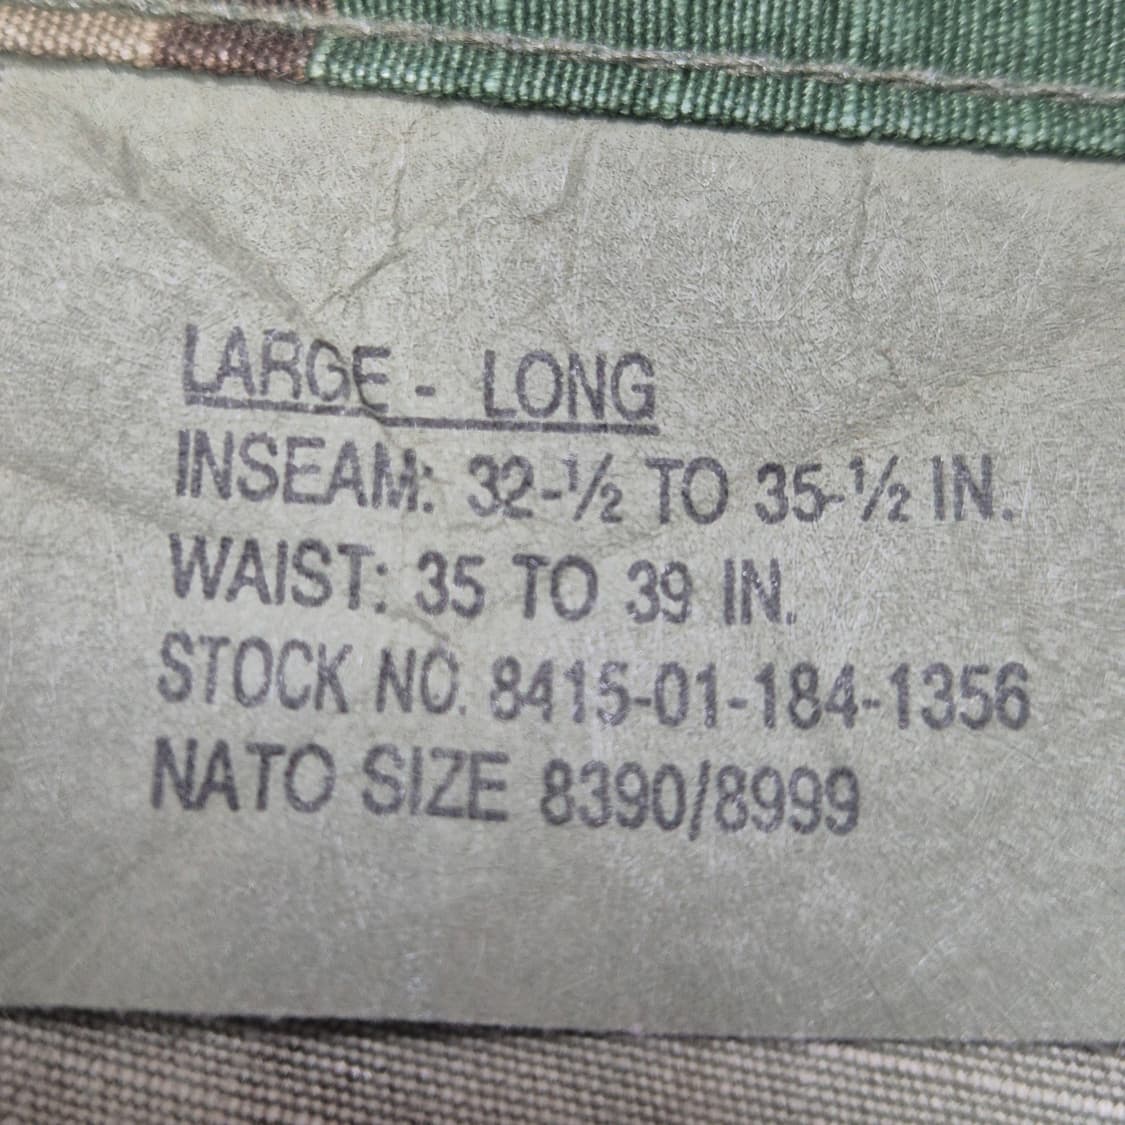 LARGE - LONG
INSEAM: 32-½ TO 35-½ IN.
WAIST: 35 TO 39 IN.
STOCK NO. 8415-01-184-1356
NATO SIZE 8390/8999